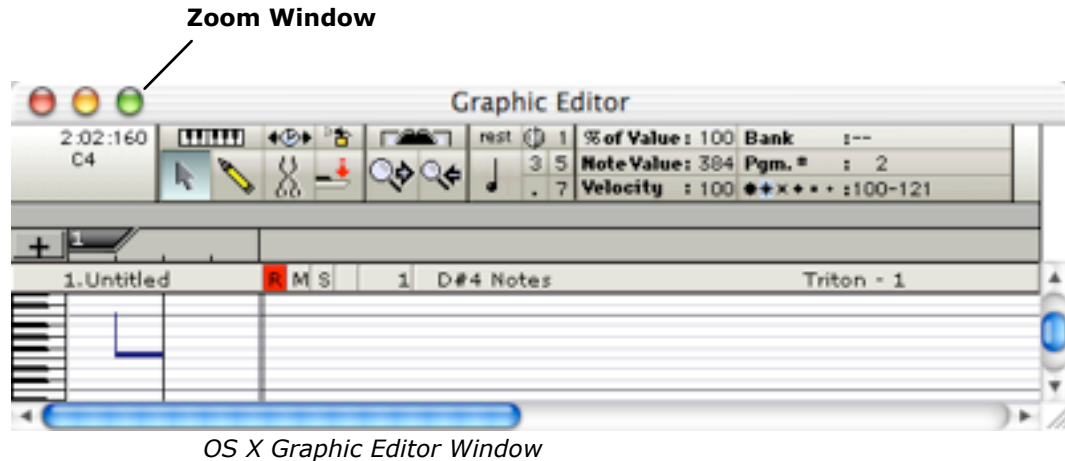 Zoom Window
Graphic Editor
2:02:160 rest 1 % of Value: 100 Bank :--
C4 3 5 Note Value: 384 Pgm. # : 2
. 7 Velocity : 100 :100-121
1
1.Untitled R M S 1 D#4 Notes Triton - 1
OS X Graphic Editor Window